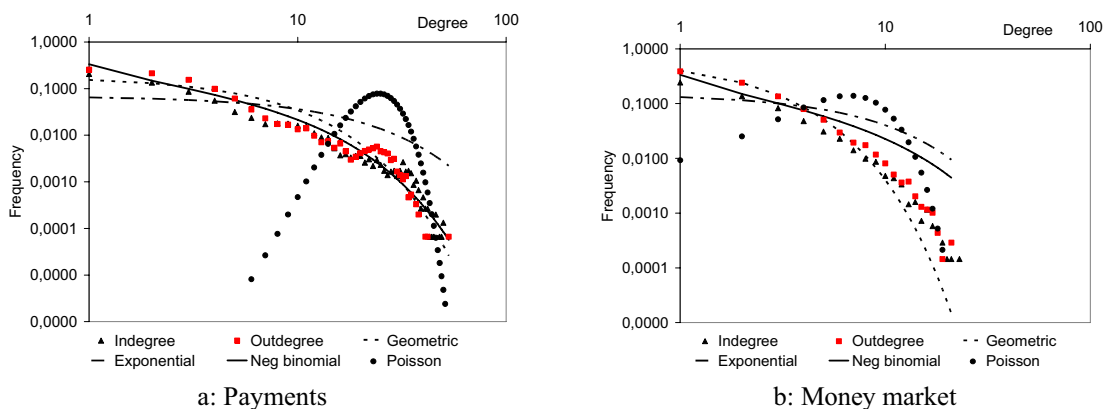 1 10 Degree 100
1,0000
0,1000
0,0100
0,0010
0,0001
0,0000
0,0000
Frequency
Indegree Outdegree Geometric
Exponential Neg binomial Poisson
a: Payments
1 10 Degree 100
1,0000
0,1000
0,0100
0,0010
0,0001
0,0000
Frequency
Indegree Outdegree Geometric
Exponential Neg binomial Poisson
b: Money market